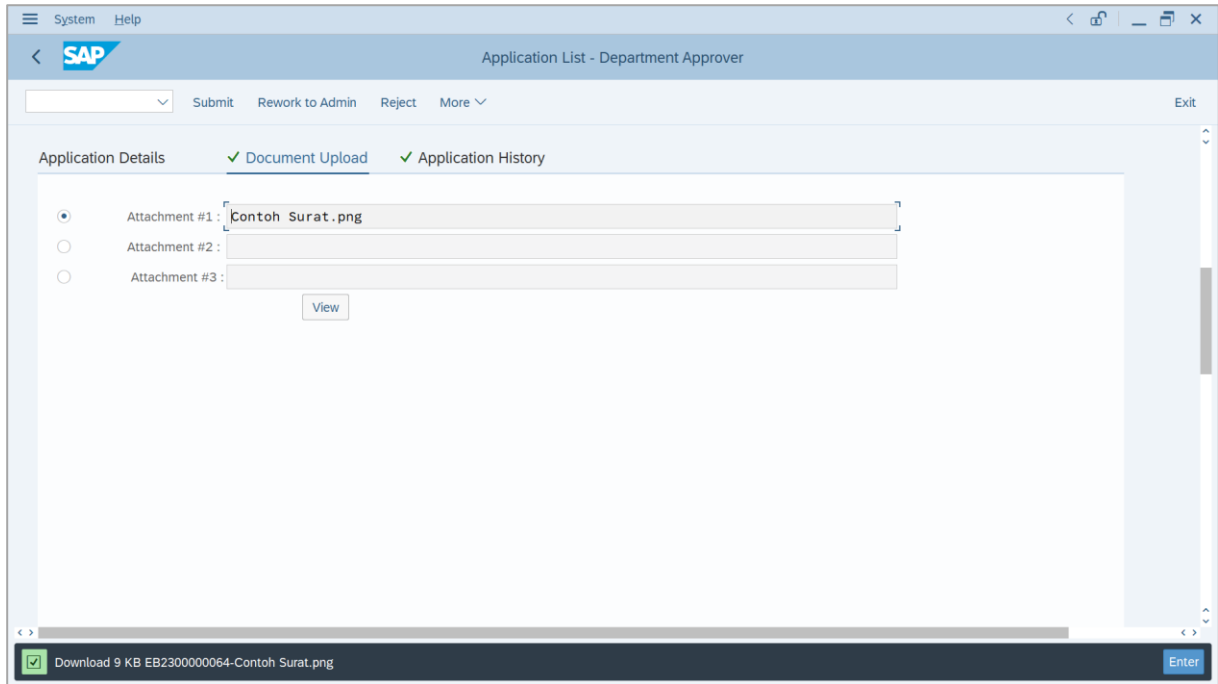 System Help
SAP
Application List - Department Approver
Submit Rework to Admin Reject More Exit
Application Details Document Upload Application History
Attachment #1 : Contoh Surat.png
Attachment #2 :
Attachment #3 :
View
Download 9 KB EB2300000064-Contoh Surat.png Enter